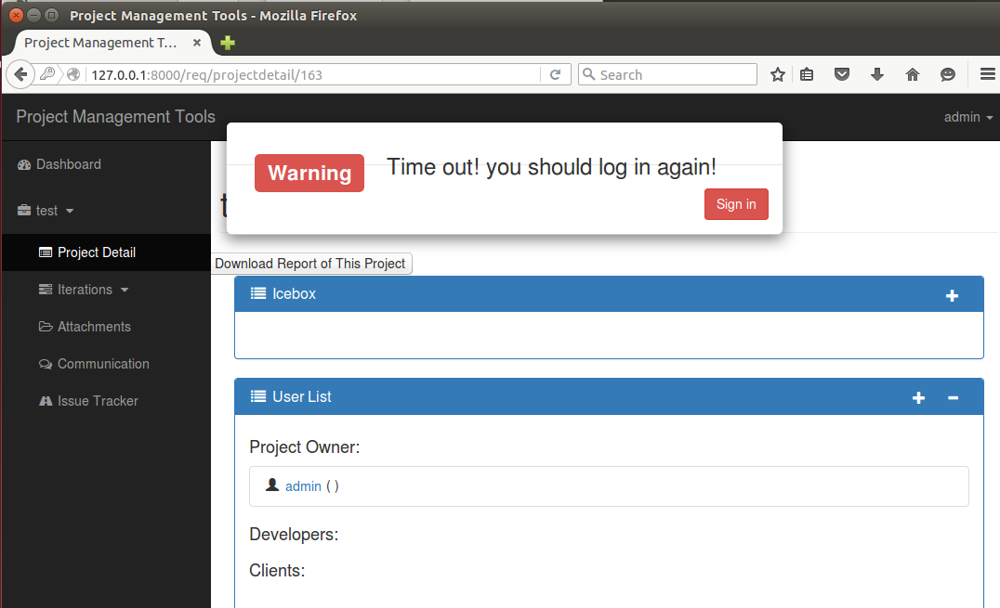 Project Management Tools - Mozilla Firefox
Project Management T...
127.0.0.1:8000/req/projectdetail/163
Search
Project Management Tools
admin
Warning
Time out! you should log in again!
Sign in
Dashboard
test
Project Detail
Iterations
Attachments
Communication
Issue Tracker
Download Report of This Project
Icebox
User List
Project Owner:
admin ( )
Developers:
Clients: